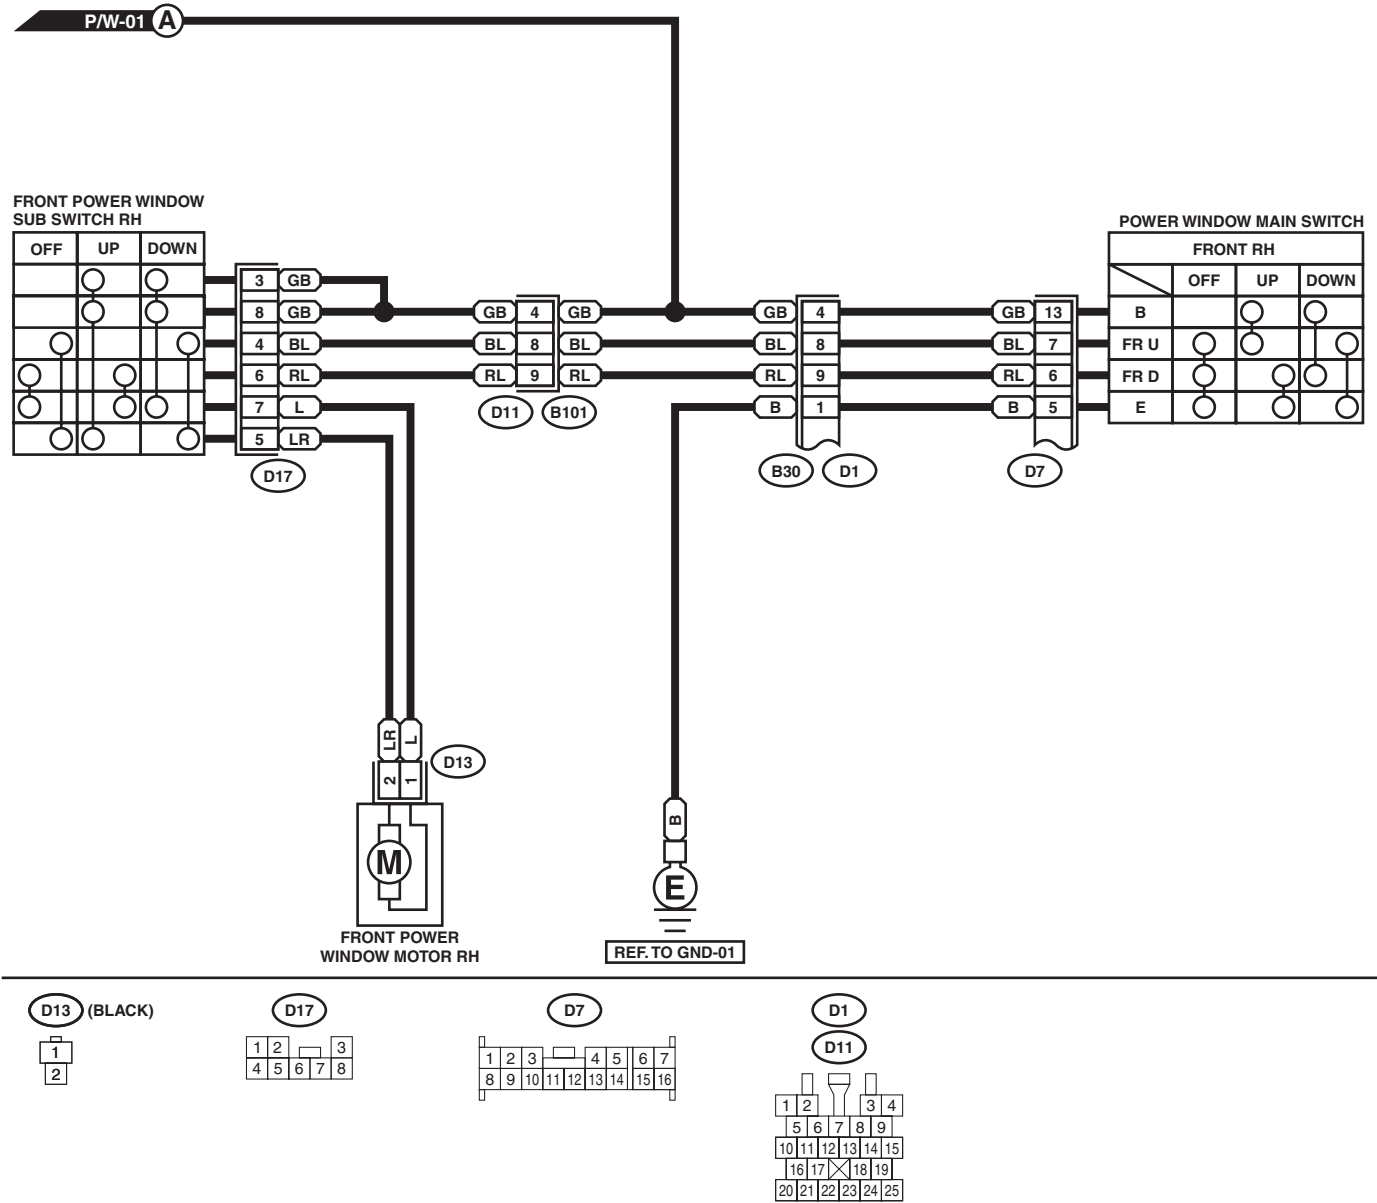 P/W-01 A
FRONT POWER WINDOW
SUB SWITCH RH
POWER WINDOW MAIN SWITCH
OFF UP DOWN
FRONT RH
OFF UP DOWN
3 GB
8 GB GB 4 GB GB 4 GB 13 B
4 BL BL 8 BL BL 8 BL 7 FR U
6 RL RL 9 RL RL 9 RL 6 FR D
7 L B 1 B 5 E
5 LR
D11 B101
D17 B30 D1 D7
LR L
D13
2 1
B
M
E
FRONT POWER
WINDOW MOTOR RH
REF. TO GND-01
D13 (BLACK) D17 D7 D1
D11
1
2
1 2 3
4 5 6 7 8
1 2 3 4 5 6 7
8 9 10 11 12 13 14 15 16
1 2 3 4
5 6 7 8 9
10 11 12 13 14 15
16 17 18 19
20 21 22 23 24 25